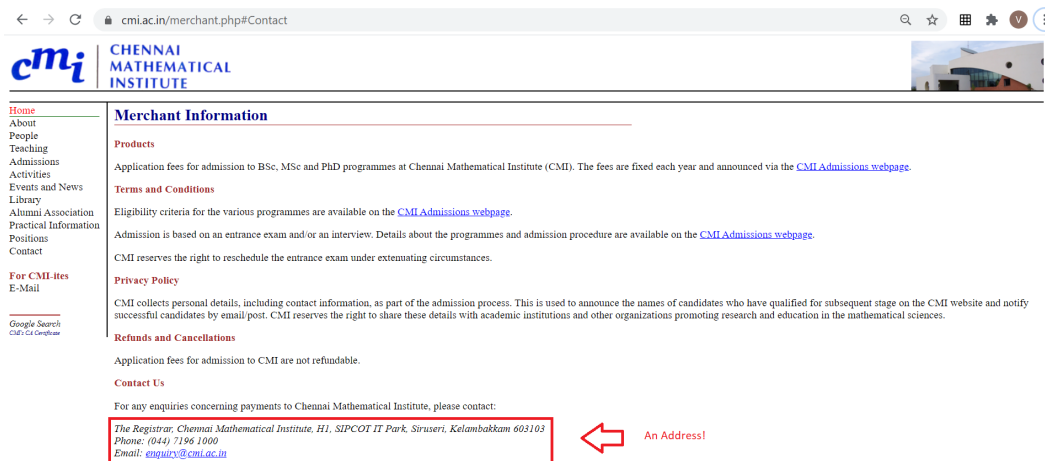 cmi.ac.in/merchant.php#Contact
V
cmi
CHENNAI
MATHEMATICAL
INSTITUTE
Home
About
People
Teaching
Admissions
Activities
Events and News
Library
Alumni Association
Practical Information
Positions
Contact
For CMI-ites
E-Mail
Google Search
CMI's CA Certificate
Merchant Information
Products
Application fees for admission to BSc, MSc and PhD programmes at Chennai Mathematical Institute (CMI). The fees are fixed each year and announced via the CMI Admissions webpage.
Terms and Conditions
Eligibility criteria for the various programmes are available on the CMI Admissions webpage.
Admission is based on an entrance exam and/or an interview. Details about the programmes and admission procedure are available on the CMI Admissions webpage.
CMI reserves the right to reschedule the entrance exam under extenuating circumstances.
Privacy Policy
CMI collects personal details, including contact information, as part of the admission process. This is used to announce the names of candidates who have qualified for subsequent stage on the CMI website and notify
successful candidates by email/post. CMI reserves the right to share these details with academic institutions and other organizations promoting research and education in the mathematical sciences.
Refunds and Cancellations
Application fees for admission to CMI are not refundable.
Contact Us
For any enquiries concerning payments to Chennai Mathematical Institute, please contact:
The Registrar, Chennai Mathematical Institute, H1, SIPCOT IT Park, Siruseri, Kelambakkam 603103
Phone: (044) 7196 1000
Email: enquiry@cmi.ac.in
An Address!